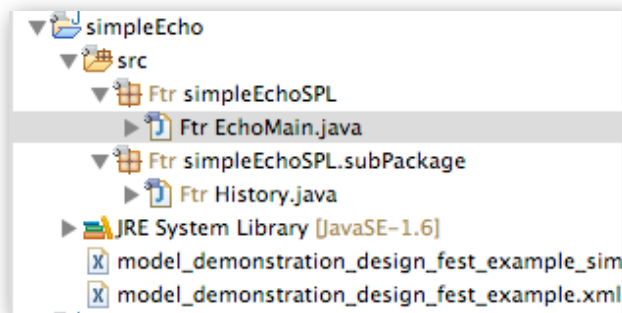 simpleEcho
src
Ftr simpleEchoSPL
Ftr EchoMain.java
Ftr simpleEchoSPL.subPackage
Ftr History.java
JRE System Library [JavaSE-1.6]
model_demonstration_design_fest_example_sim
model_demonstration_design_fest_example.xml